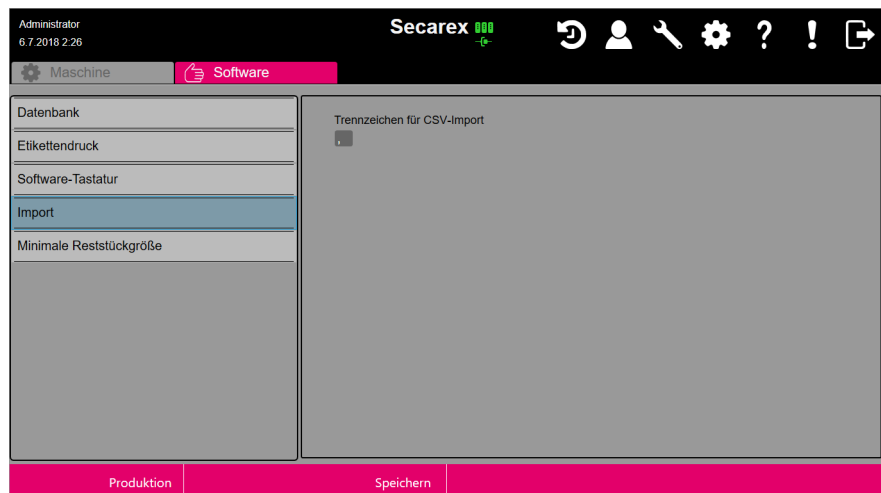 Administrator
6.7.2018 2:26
Secarex
?
!
Maschine
Software
Datenbank
Etikettendruck
Software-Tastatur
Import
Minimale Reststückgröße
Trennzeichen für CSV-Import
,
Produktion
Speichern